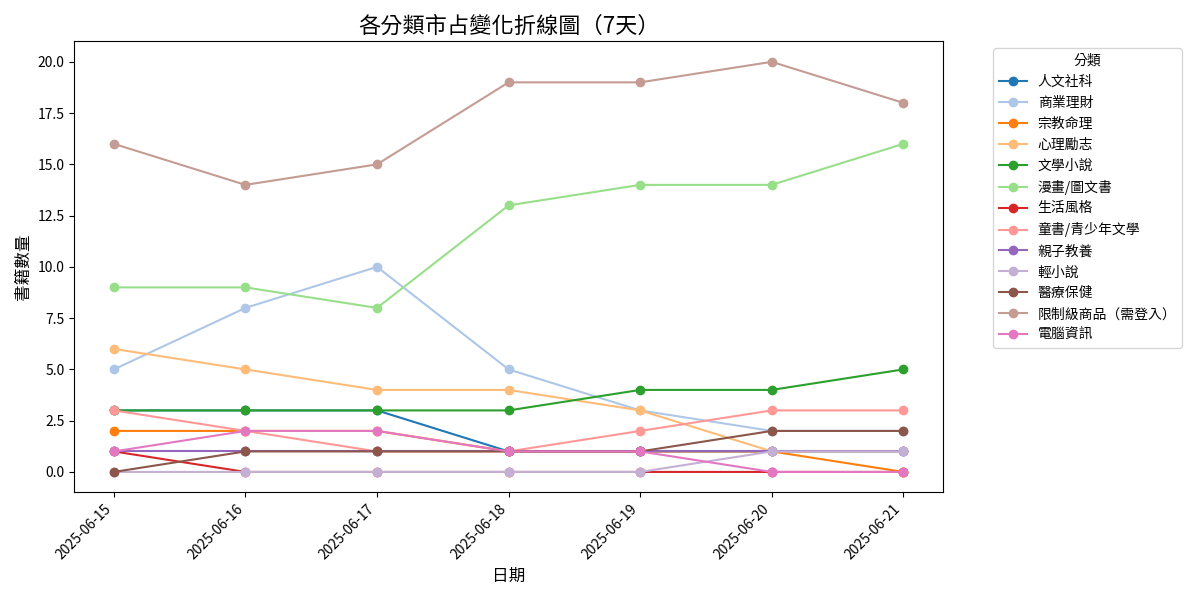 各分類市占變化折線圖（7天）
20.0
17.5
15.0
12.5
10.0
7.5
5.0
2.5
0.0
書籍數量
2025-06-15
2025-06-16
2025-06-17
2025-06-18
2025-06-19
2025-06-20
2025-06-21
日期
分類
人文社科
商業理財
宗教命理
心理勵志
文學小說
漫畫/圖文書
生活風格
童書/青少年文學
親子教養
輕小說
醫療保健
限制級商品（需登入）
電腦資訊